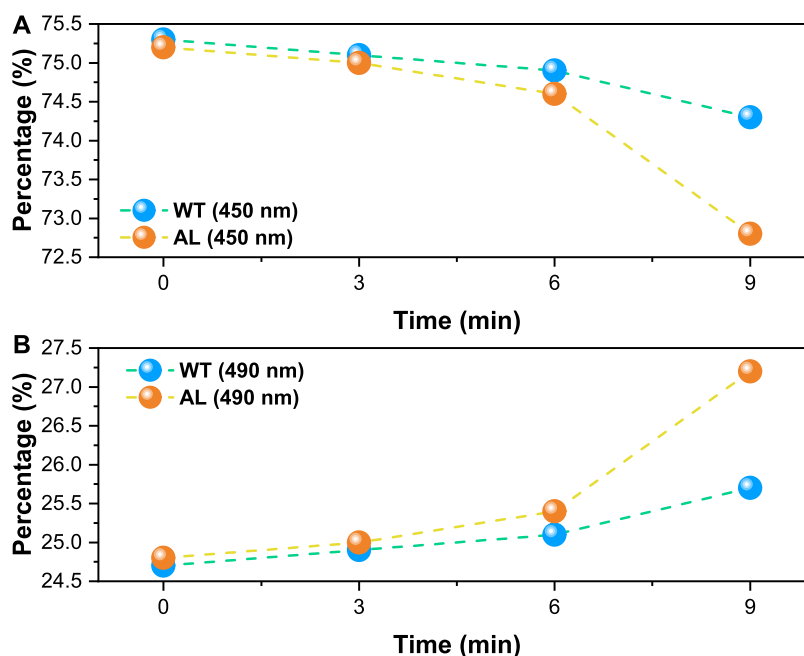 A
75.5
75.0
74.5
74.0
73.5
73.0
72.5
Percentage (%)
WT (450 nm)
AL (450 nm)
0 3 6 9
Time (min)
B
27.5
27.0
26.5
26.0
25.5
25.0
24.5
Percentage (%)
WT (490 nm)
AL (490 nm)
0 3 6 9
Time (min)